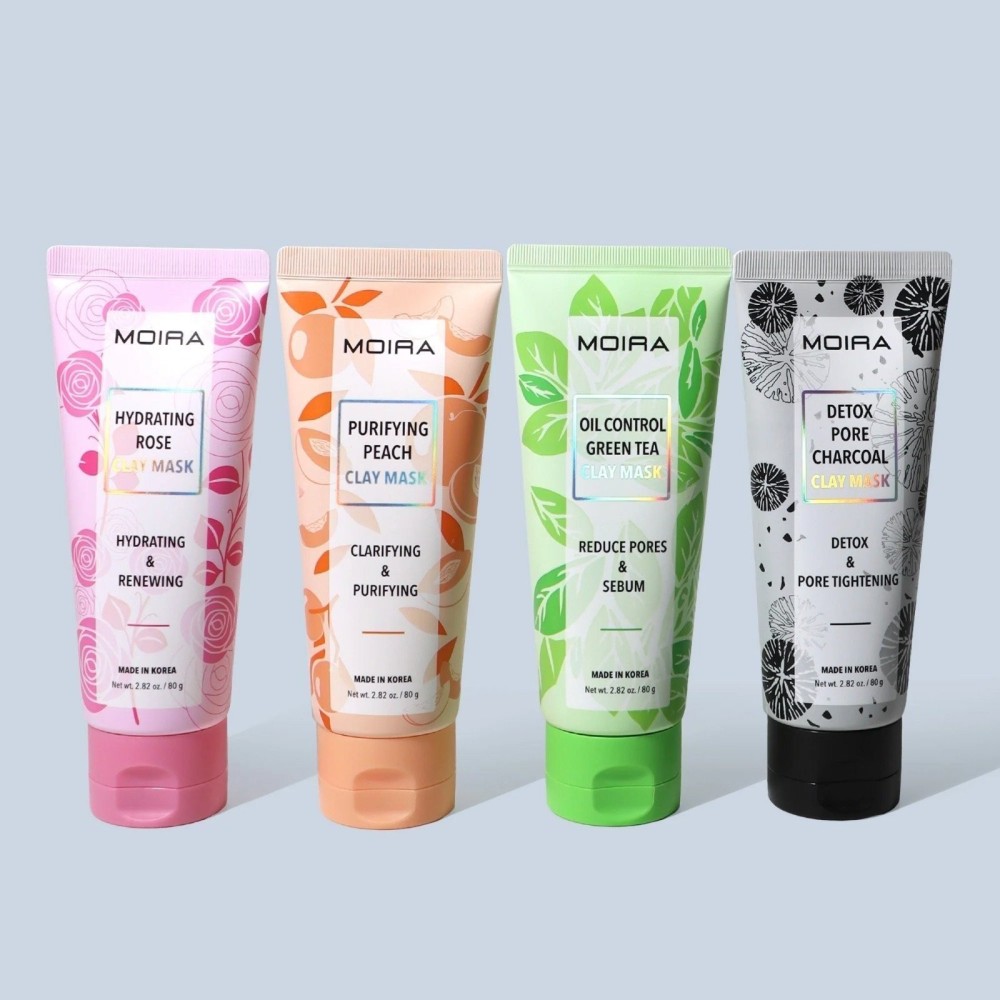 MOIRA
HYDRATING
ROSE
CLAY MASK
HYDRATING
&
RENEWING
MADE IN KOREA
Net wt. 2.82 oz. / 80 g
MOIRA
PURIFYING
PEACH
CLAY MASK
CLARIFYING
&
PURIFYING
MADE IN KOREA
Net wt. 2.82 oz. / 80 g
MOIRA
OIL CONTROL
GREEN TEA
CLAY MASK
REDUCE PORES
&
SEBUM
MADE IN KOREA
Net wt. 2.82 oz. / 80 g
MOIRA
DETOX
PORE
CHARCOAL
CLAY MASK
DETOX
&
PORE TIGHTENING
MADE IN KOREA
Net wt. 2.82 oz. / 80 g